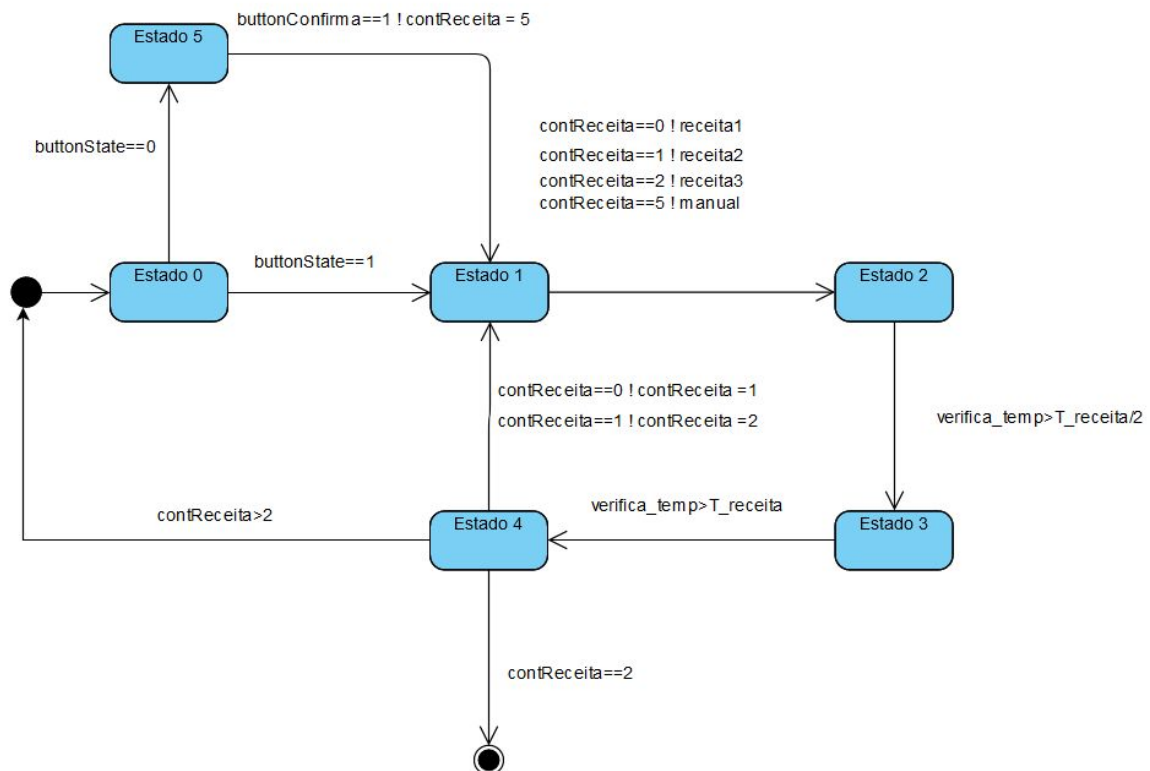 buttonConfirma==1 ! contReceita = 5
Estado 5
buttonState==0
contReceita==0 ! receita1
contReceita==1 ! receita2
contReceita==2 ! receita3
contReceita==5 ! manual
Estado 0
buttonState==1
Estado 1
Estado 2
contReceita==0 ! contReceita =1
contReceita==1 ! contReceita =2
verifica_temp>T_receita/2
contReceita>2
Estado 4
verifica_temp>T_receita
Estado 3
contReceita==2